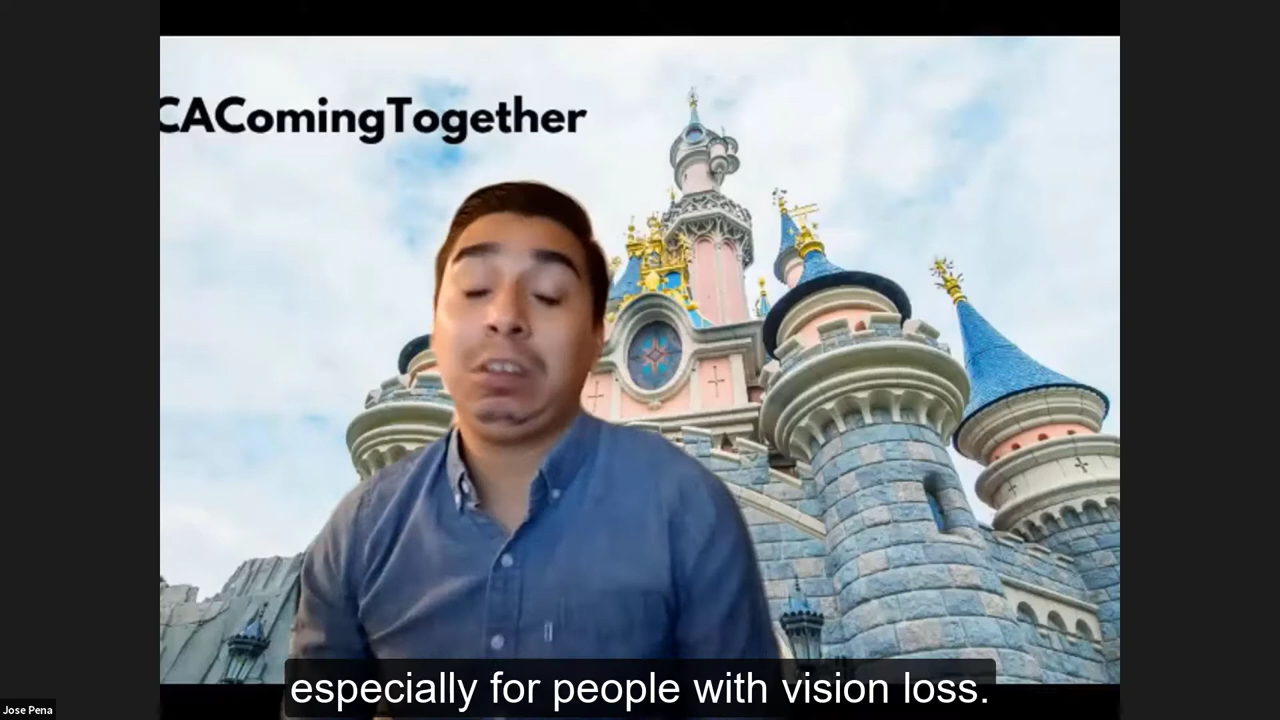 CAComingTogether
especially for people with vision loss.
Jose Pena